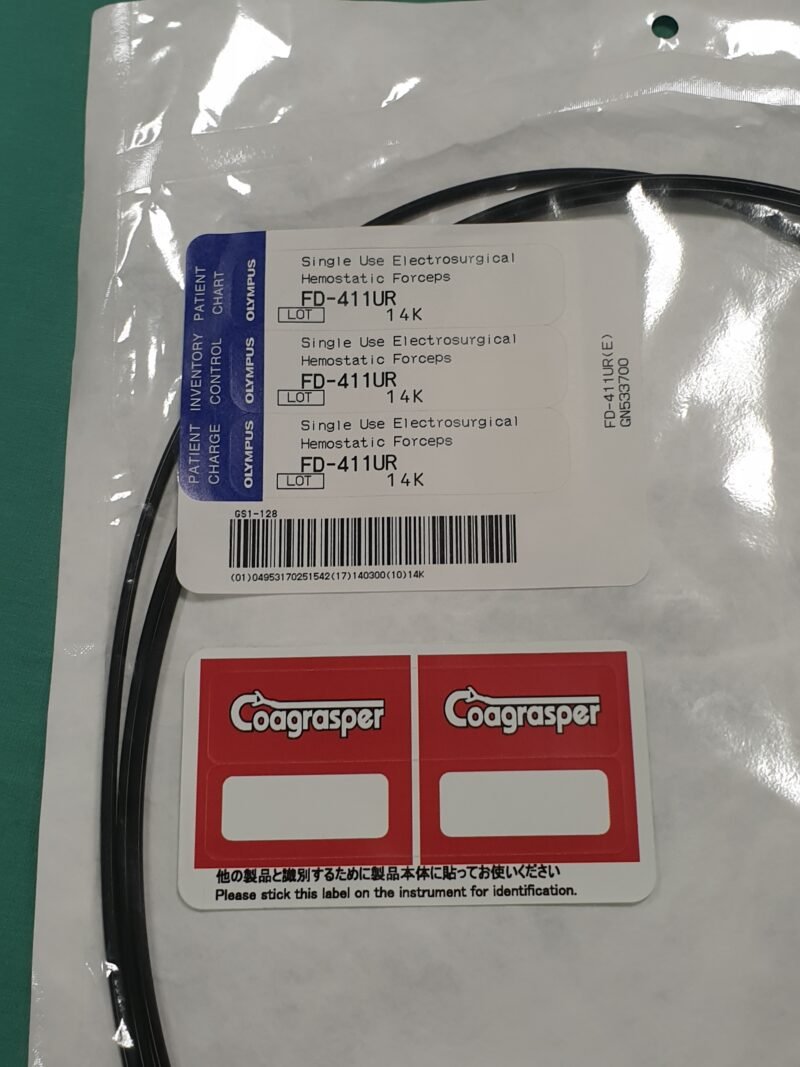 PATIENT CHART
INVENTORY CONTROL
PATIENT CHARGE
OLYMPUS
Single Use Electrosurgical
Hemostatic Forceps
FD-411UR
LOT 14K
OLYMPUS
Single Use Electrosurgical
Hemostatic Forceps
FD-411UR
LOT 14K
OLYMPUS
Single Use Electrosurgical
Hemostatic Forceps
FD-411UR
LOT 14K
FD-411UR(E)
GN533700
GS1-128
(01)04953170251542(17)140300(10)14K
Coagrasper
Coagrasper
他の製品と識別するために製品本体に貼ってお使いください
Please stick this label on the instrument for identification.